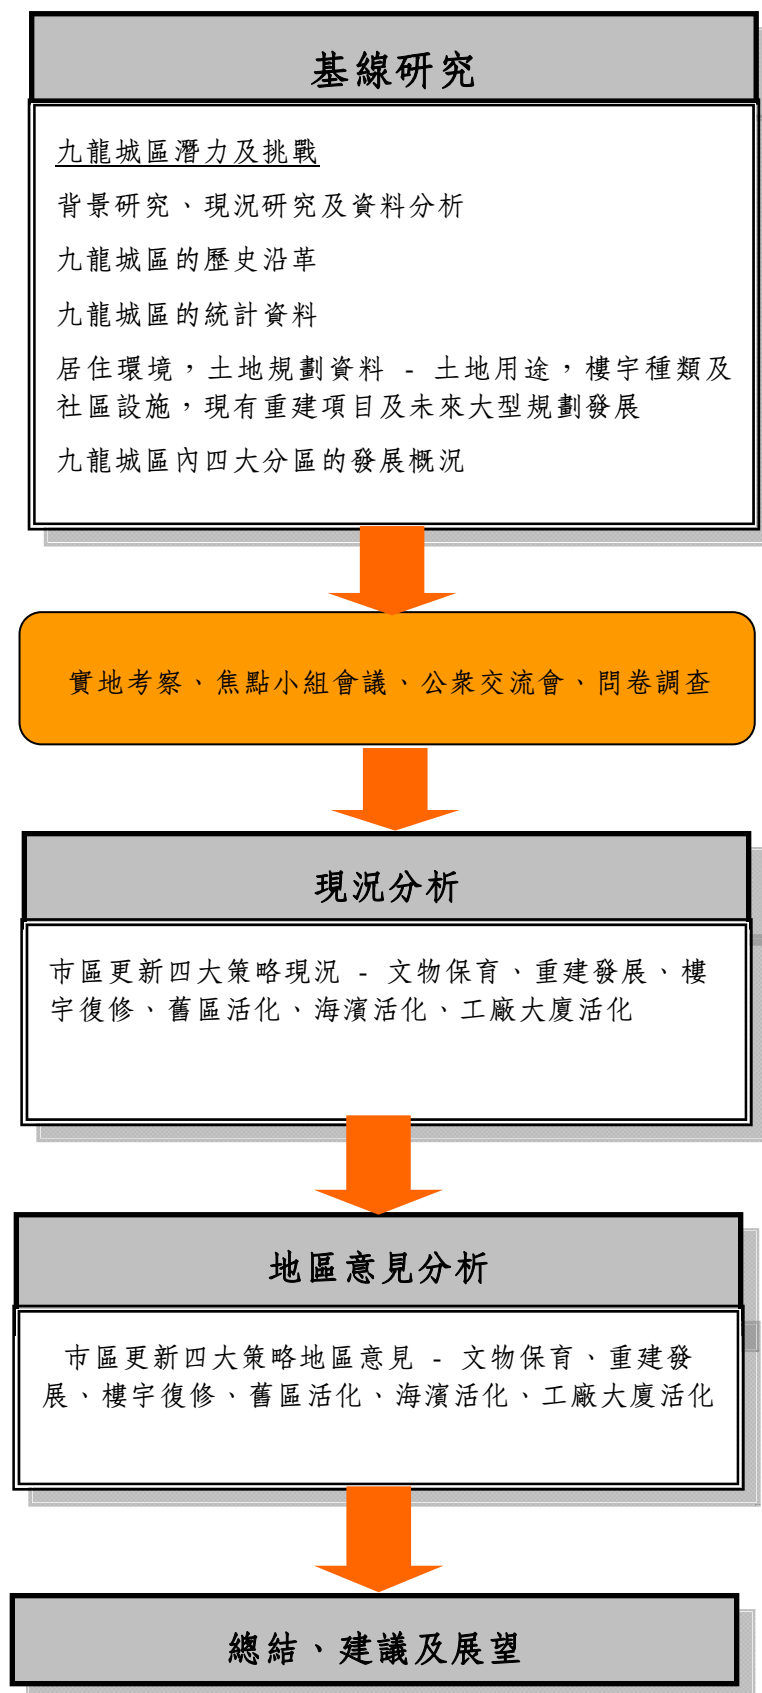 基線研究
九龍城區潛力及挑戰
背景研究、現況研究及資料分析
九龍城區的歷史沿革
九龍城區的統計資料
居住環境，土地規劃資料 - 土地用途，樓宇種類及
社區設施，現有重建項目及未來大型規劃發展
九龍城區內四大分區的發展概況
實地考察、焦點小組會議、公衆交流會、問卷調查
現況分析
市區更新四大策略現況 - 文物保育、重建發展、樓
宇復修、舊區活化、海濱活化、工廠大廈活化
地區意見分析
市區更新四大策略地區意見 - 文物保育、重建發
展、樓宇復修、舊區活化、海濱活化、工廠大廈活化
總結、建議及展望